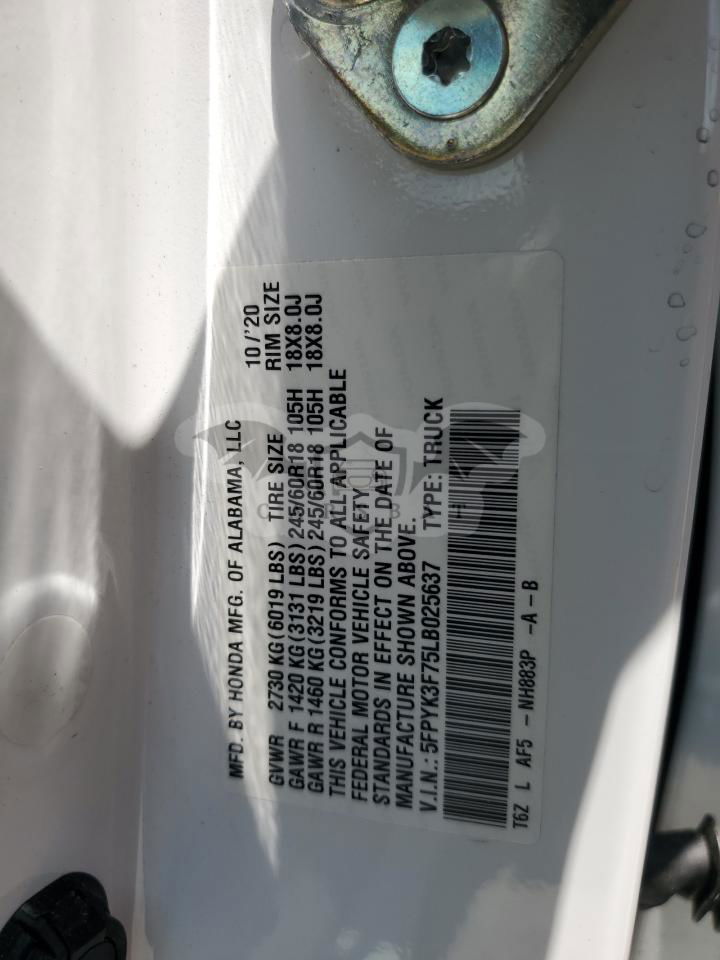 MFD. BY HONDA MFG. OF ALABAMA, LLC 10/'20
GVWR 2730 KG(6019 LBS) TIRE SIZE RIM SIZE
GAWR F 1420 KG(3131 LBS)245/60R18 105H 18X8.0J
GAWR R 1460 KG(3219 LBS)245/60R18 105H 18X8.0J
THIS VEHICLE CONFORMS TO ALL APPLICABLE
FEDERAL MOTOR VEHICLE SAFETY
STANDARDS IN EFFECT ON THE DATE OF
MANUFACTURE SHOWN ABOVE.
V.I.N.: 5FPYK3F75LB025637 TYPE: TRUCK
T6Z L AF5 -NH883P -A-B